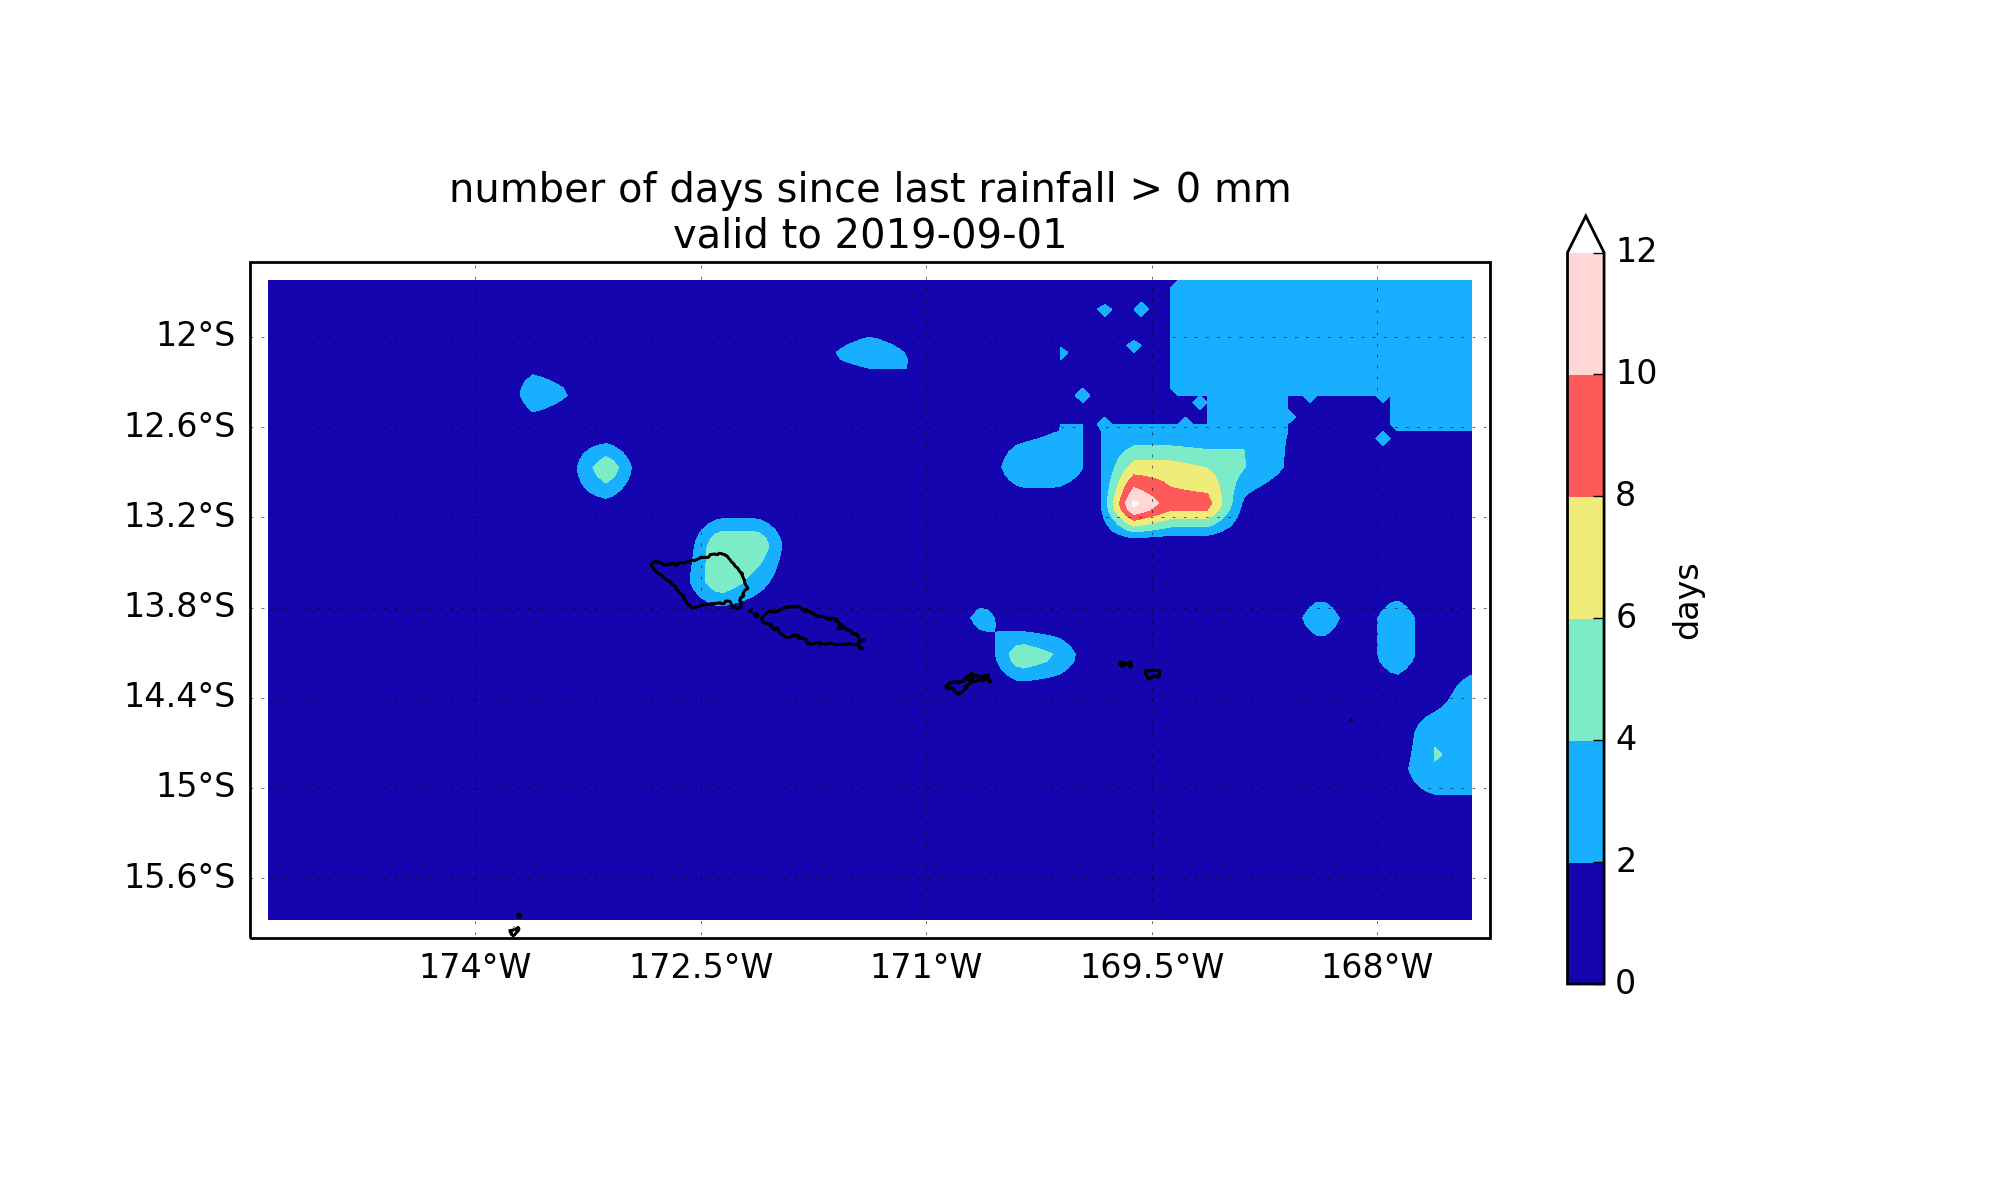 number of days since last rainfall > 0 mm
valid to 2019-09-01
12°S
12.6°S
13.2°S
13.8°S
14.4°S
15°S
15.6°S
174°W 172.5°W 171°W 169.5°W 168°W
12
10
8
6
4
2
0
days